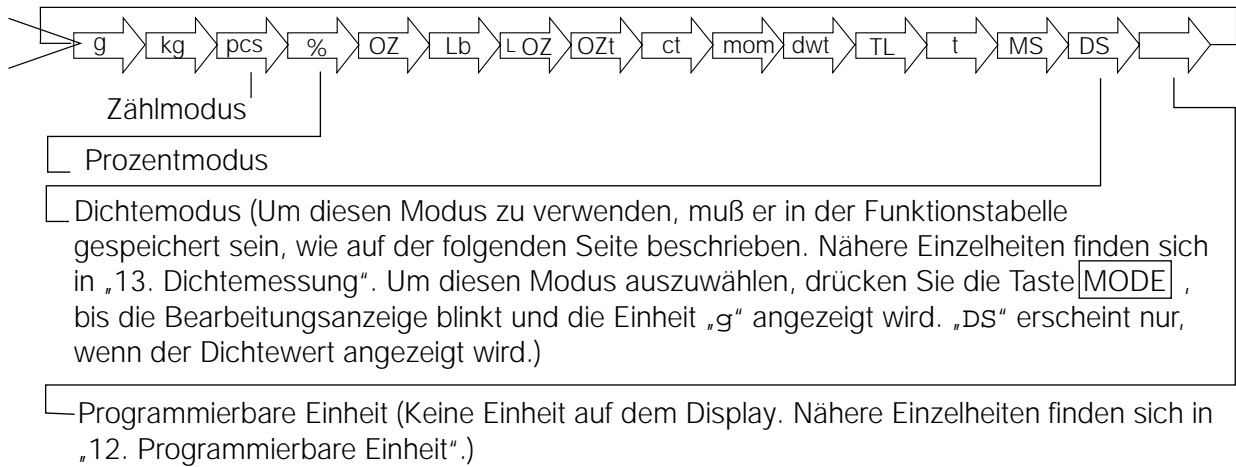 g kg pcs % OZ Lb L OZ OZt ct mom dwt TL t MS DS
Zählmodus
Prozentmodus
Dichtemodus (Um diesen Modus zu verwenden, muß er in der Funktionstabelle
gespeichert sein, wie auf der folgenden Seite beschrieben. Nähere Einzelheiten finden sich
in „13. Dichtemessung“. Um diesen Modus auszuwählen, drücken Sie die Taste MODE ,
bis die Bearbeitungsanzeige blinkt und die Einheit „g“ angezeigt wird. „DS“ erscheint nur,
wenn der Dichtewert angezeigt wird.)
Programmierbare Einheit (Keine Einheit auf dem Display. Nähere Einzelheiten finden sich in
„12. Programmierbare Einheit“.)